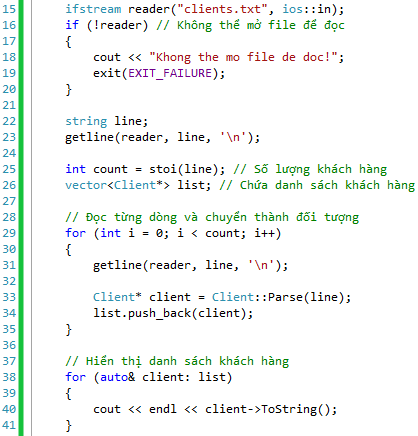 15 ifstream reader("clients.txt", ios::in);
16 if (!reader) // Không thể mở file để đọc
17 {
18 cout << "Khong the mo file de doc!";
19 exit(EXIT_FAILURE);
20 }
21
22 string line;
23 getline(reader, line, '\n');
24
25 int count = stoi(line); // Số lượng khách hàng
26 vector<Client*> list; // Chứa danh sách khách hàng
27
28 // Đọc từng dòng và chuyển thành đối tượng
29 for (int i = 0; i < count; i++)
30 {
31 getline(reader, line, '\n');
32
33 Client* client = Client::Parse(line);
34 list.push_back(client);
35 }
36
37 // Hiển thị danh sách khách hàng
38 for (auto& client: list)
39 {
40 cout << endl << client->ToString();
41 }